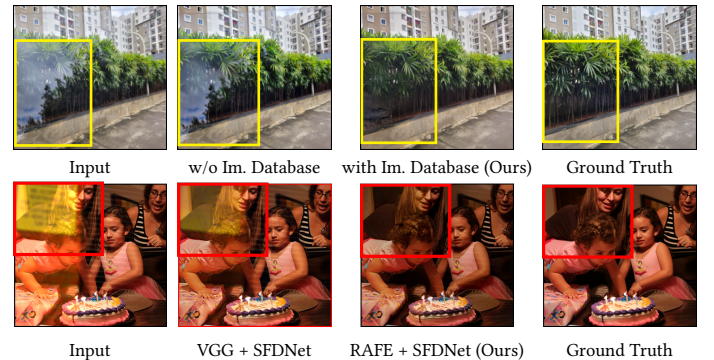 Input
w/o Im. Database
with Im. Database (Ours)
Ground Truth
Input
VGG + SFDNet
RAFE + SFDNet (Ours)
Ground Truth